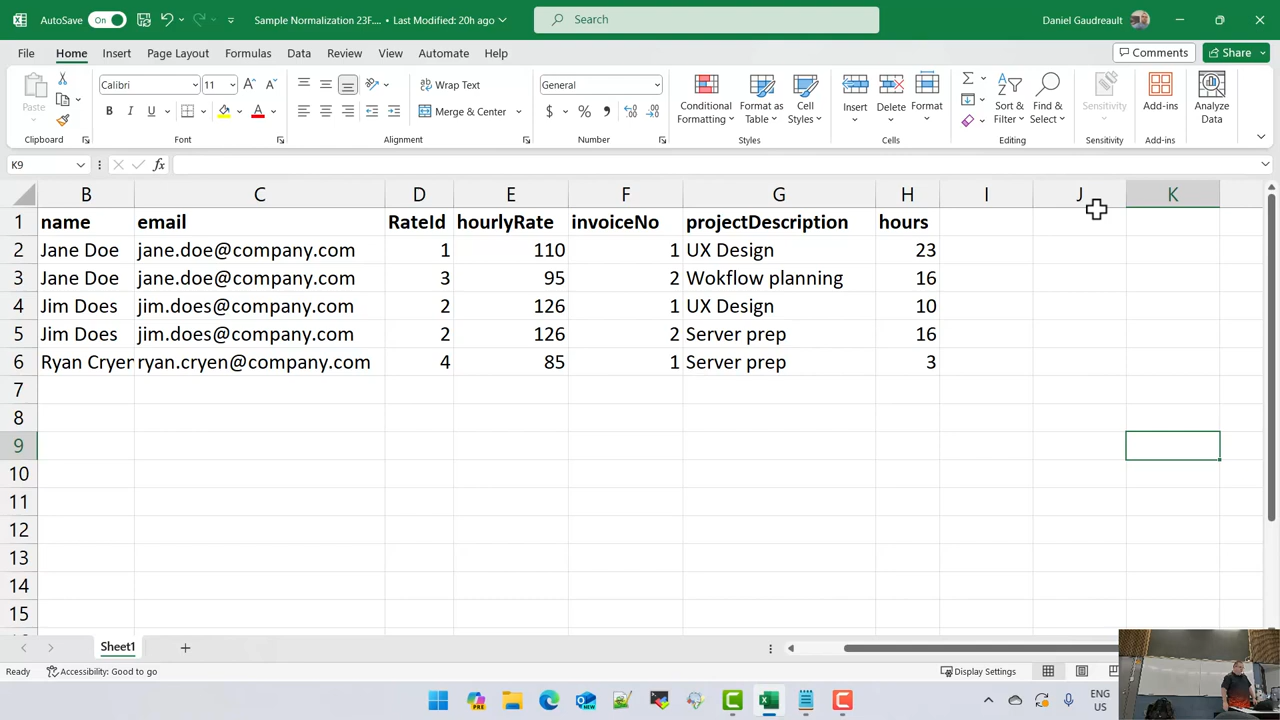 AutoSave On Sample Normalization 23F.... • Last Modified: 20h ago Search Daniel Gaudreault
File Home Insert Page Layout Formulas Data Review View Automate Help Comments Share
Paste Calibri 11 A A Wrap Text General Conditional Formatting Format as Table Cell Styles Insert Delete Format Sort & Filter Find & Select Sensitivity Add-ins Analyze Data
B I U A Merge & Center $ % ,
Clipboard Font Alignment Number Styles Cells Editing Sensitivity Add-ins
K9 fx
B C D E F G H I J K
1 name email RateId hourlyRate invoiceNo projectDescription hours
2 Jane Doe jane.doe@company.com 1 110 1 UX Design 23
3 Jane Doe jane.doe@company.com 3 95 2 Wokflow planning 16
4 Jim Does jim.does@company.com 2 126 1 UX Design 10
5 Jim Does jim.does@company.com 2 126 2 Server prep 16
6 Ryan Cryen ryan.cryen@company.com 4 85 1 Server prep 3
7
8
9
10
11
12
13
14
15
Sheet1
Ready Accessibility: Good to go Display Settings
ENG
US